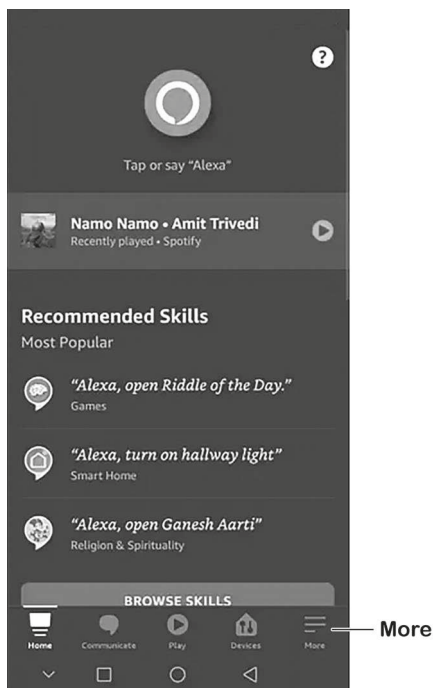 ?
Tap or say “Alexa”
Namo Namo • Amit Trivedi
Recently played • Spotify
Recommended Skills
Most Popular
“Alexa, open Riddle of the Day.”
Games
“Alexa, turn on hallway light”
Smart Home
“Alexa, open Ganesh Aarti”
Religion & Spirituality
BROWSE SKILLS
Home Communicate Play Devices More
More